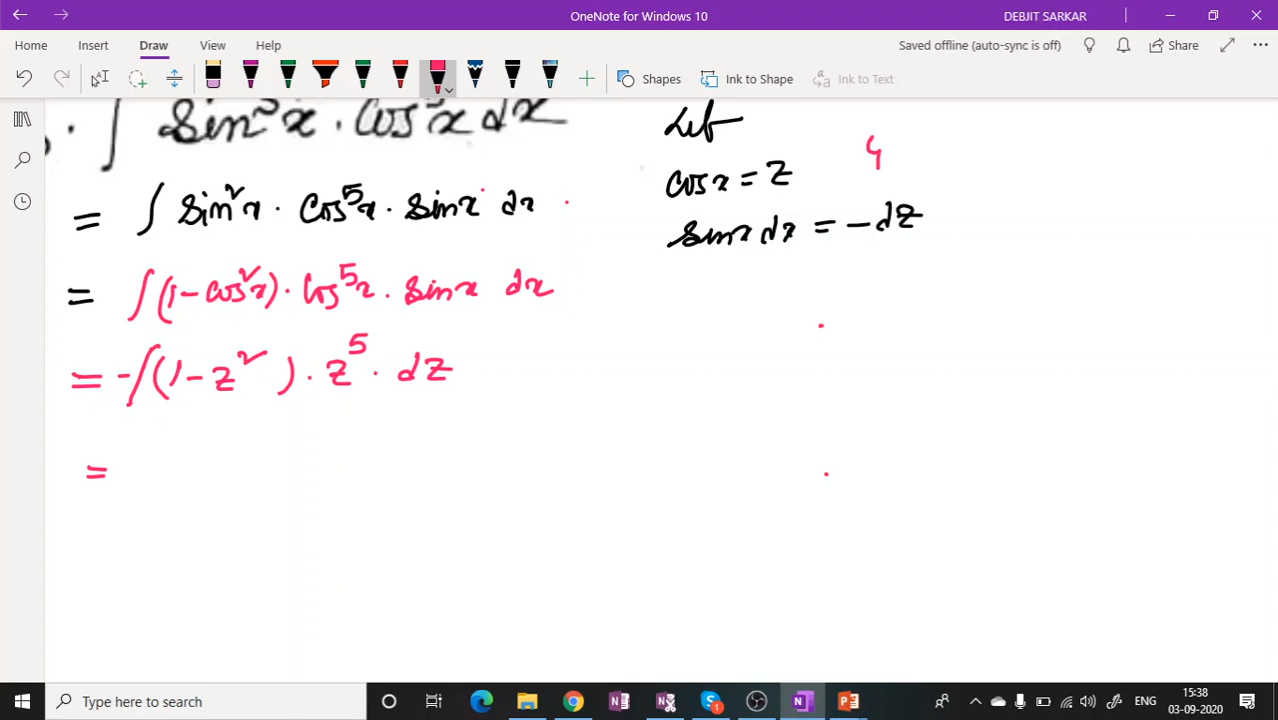 OneNote for Windows 10
DEBJIT SARKAR
Home Insert Draw View Help
Saved offline (auto-sync is off)
Share
Shapes
Ink to Shape
Ink to Text
∫ Sin³x · Cos⁵x dx
= ∫ Sin²x · Cos⁵x · Sinx dx
= ∫(1-Cos²x) · Cos⁵x · Sinx dx
= -∫(1-z²) · z⁵ · dz
=
Let
Cosx = z
Sinx dx = -dz
4
Type here to search
1
ENG
15:38
03-09-2020